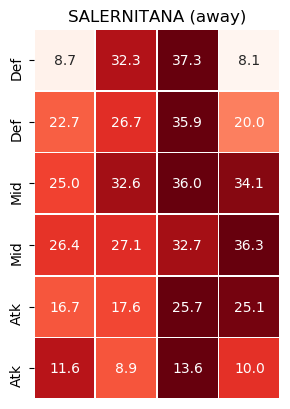 SALERNITANA (away)
Def 8.7 32.3 37.3 8.1
Def 22.7 26.7 35.9 20.0
Mid 25.0 32.6 36.0 34.1
Mid 26.4 27.1 32.7 36.3
Atk 16.7 17.6 25.7 25.1
Atk 11.6 8.9 13.6 10.0